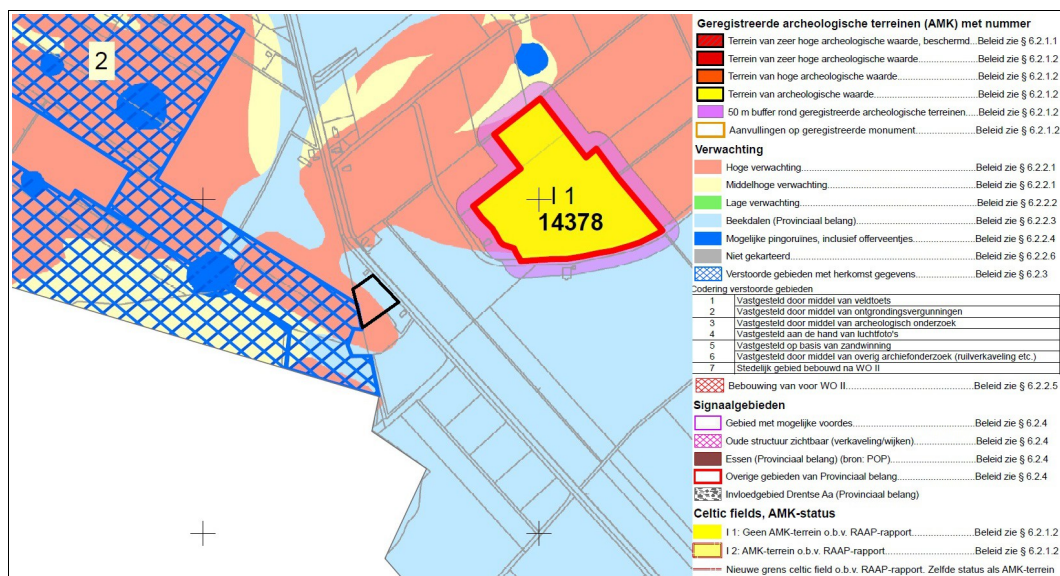 2
I 1
14378
Geregistreerde archeologische terreinen (AMK) met nummer
Terrein van zeer hoge archeologische waarde, beschermd...Beleid zie § 6.2.1.1
Terrein van zeer hoge archeologische waarde...Beleid zie § 6.2.1.2
Terrein van hoge archeologische waarde...Beleid zie § 6.2.1.2
Terrein van archeologische waarde...Beleid zie § 6.2.1.2
50 m buffer rond geregistreerde archeologische terreinen...Beleid zie § 6.2.1.2
Aanvullingen op geregistreerde monument...Beleid zie § 6.2.1.2
Verwachting
Hoge verwachting...Beleid zie § 6.2.2.1
Middelhoge verwachting...Beleid zie § 6.2.2.1
Lage verwachting...Beleid zie § 6.2.2.2
Beekdalen (Provinciaal belang)...Beleid zie § 6.2.2.3
Mogelijke pingoruïnes, inclusief offerveentjes...Beleid zie § 6.2.2.4
Niet gekarteerd...Beleid zie § 6.2.2.6
Verstoorde gebieden met herkomst gegevens...Beleid zie § 6.2.3
Codering verstoorde gebieden
1 Vastgesteld door middel van veldtoets
2 Vastgesteld door middel van ontgrondingsvergunningen
3 Vastgesteld door middel van archeologisch onderzoek
4 Vastgesteld aan de hand van luchtfoto's
5 Vastgesteld op basis van zandwinning
6 Vastgesteld door middel van overig archiefonderzoek (ruilverkaveling etc.)
7 Stedelijk gebied bebouwd na WO II
Bebouwing van voor WO II...Beleid zie § 6.2.2.5
Signaalgebieden
Gebied met mogelijke voordes...Beleid zie § 6.2.4
Oude structuur zichtbaar (verkaveling/wijken)...Beleid zie § 6.2.4
Essen (Provinciaal belang) (bron: POP)...Beleid zie § 6.2.4
Overige gebieden van Provinciaal belang...Beleid zie § 6.2.4
Invloedgebied Drentse Aa (Provinciaal belang)
Celtic fields, AMK-status
I 1: Geen AMK-terrein o.b.v. RAAP-rapport...Beleid zie § 6.2.1.2
I 2: AMK-terrein o.b.v. RAAP-rapport...Beleid zie § 6.2.1.2
Nieuwe grens celtic field o.b.v. RAAP-rapport. Zelfde status als AMK-terrein